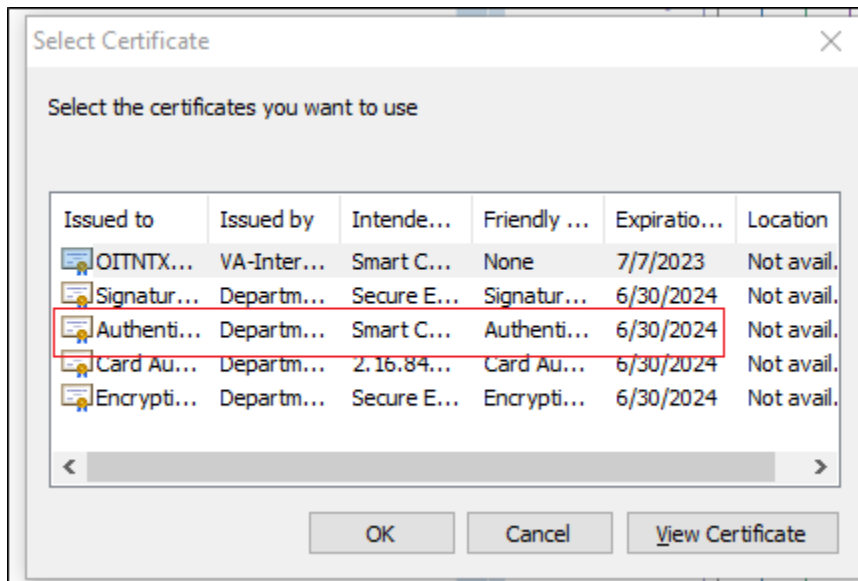 Select Certificate
Select the certificates you want to use
Issued to Issued by Intende... Friendly ... Expiratio... Location
OITNTX... VA-Inter... Smart C... None 7/7/2023 Not avail.
Signatur... Departm... Secure E... Signatur... 6/30/2024 Not avail.
Authenti... Departm... Smart C... Authenti... 6/30/2024 Not avail.
Card Au... Departm... 2.16.84... Card Au... 6/30/2024 Not avail.
Encrypti... Departm... Secure E... Encrypti... 6/30/2024 Not avail.
OK Cancel View Certificate